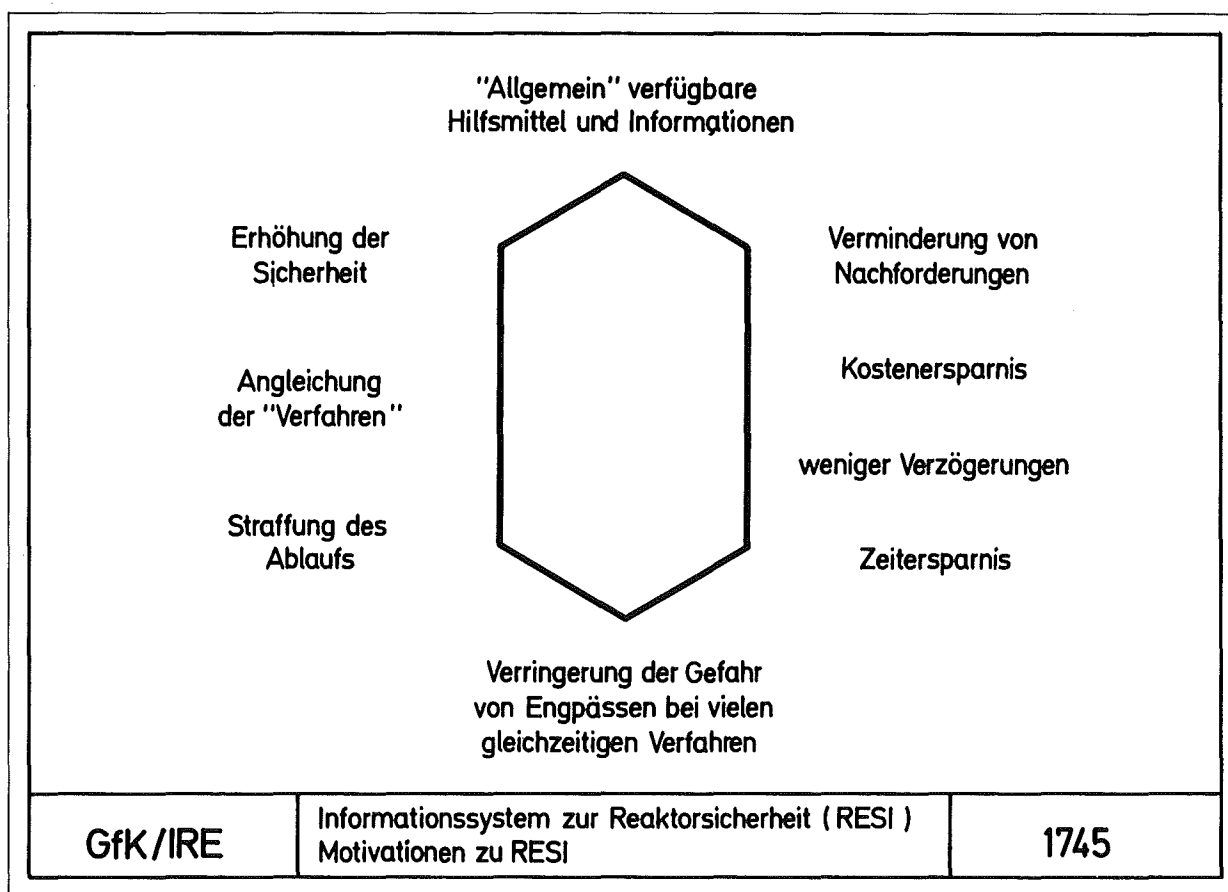 "Allgemein" verfügbare
Hilfsmittel und Informationen
Erhöhung der
Sicherheit
Angleichung
der "Verfahren"
Straffung des
Ablaufs
Verminderung von
Nachforderungen
Kostenersparnis
weniger Verzögerungen
Zeitersparnis
Verringerung der Gefahr
von Engpässen bei vielen
gleichzeitigen Verfahren
GfK/IRE
Informationssystem zur Reaktorsicherheit ( RESI )
Motivationen zu RESI
1745